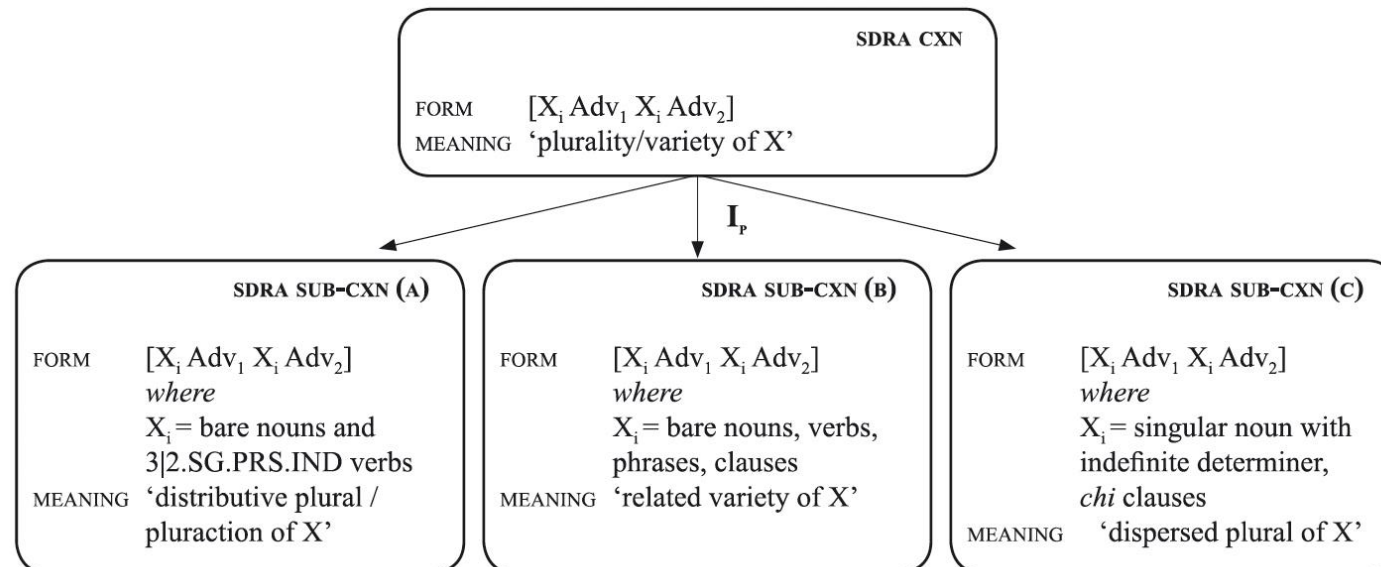 SDRA CXN
FORM [Xᵢ Adv₁ Xᵢ Adv₂]
MEANING ‘plurality/variety of X’
Iₚ
SDRA SUB-CXN (A)
FORM [Xᵢ Adv₁ Xᵢ Adv₂]
where
Xᵢ = bare nouns and
3|2.SG.PRS.IND verbs
MEANING ‘distributive plural /
pluraction of X’
SDRA SUB-CXN (B)
FORM [Xᵢ Adv₁ Xᵢ Adv₂]
where
Xᵢ = bare nouns, verbs,
phrases, clauses
MEANING ‘related variety of X’
SDRA SUB-CXN (C)
FORM [Xᵢ Adv₁ Xᵢ Adv₂]
where
Xᵢ = singular noun with
indefinite determiner,
chi clauses
MEANING ‘dispersed plural of X’